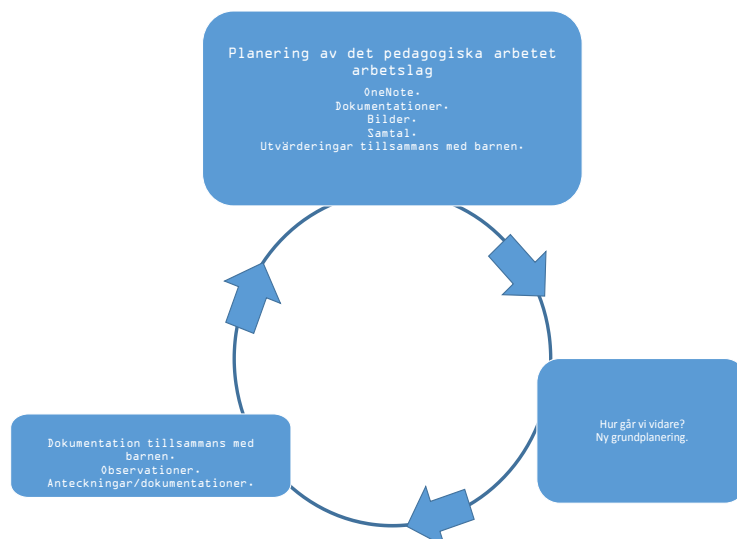 Planering av det pedagogiska arbetet
arbetslag
OneNote.
Dokumentationer.
Bilder.
Samtal.
Utvärderingar tillsammans med barnen.
Hur går vi vidare?
Ny grundplanering.
Dokumentation tillsammans med
barnen.
Observationer.
Anteckningar/dokumentationer.